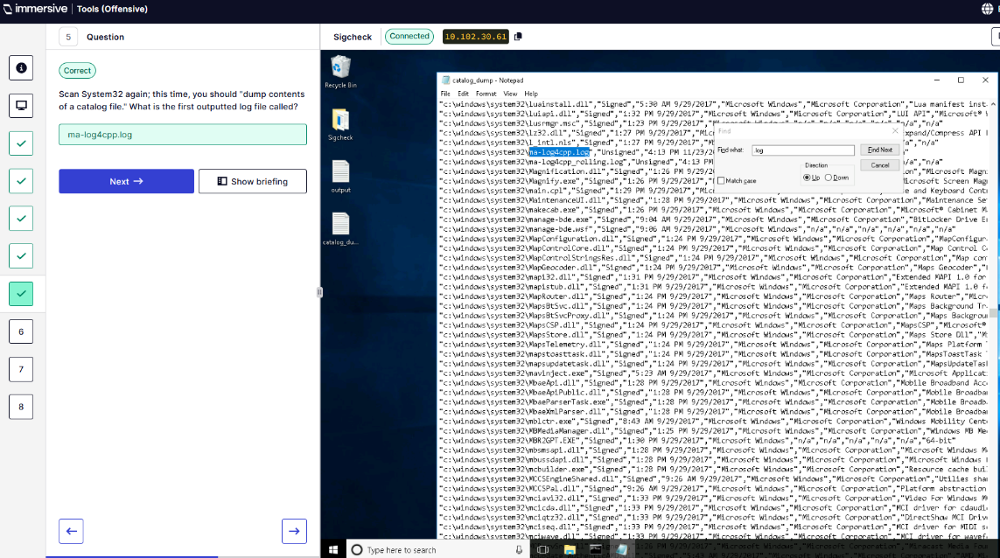 immersive | Tools (Offensive)
5 Question
Correct
Scan System32 again; this time, you should "dump contents
of a catalog file." What is the first outputted log file called?
ma-log4cpp.log
Next →
Show briefing
6
7
8
Sigcheck Connected 10.102.30.61
Recycle Bin
Sigcheck
output
catalog_du...
catalog_dump - Notepad
File Edit Format View Help
"c:\windows\system32\luainstall.dll","Signed","5:30 AM 9/29/2017","Microsoft Windows","Microsoft Corporation","Lua manifest inst
"c:\windows\system32\luiapi.dll","Signed","1:32 PM 9/29/2017","Microsoft Windows","Microsoft Corporation","LUI API","Microsoft® W
"c:\windows\system32\lusrmgr.msc","Signed","1:23 PM
"c:\windows\system32\lz32.dll","Signed","1:27 PM 9/29/2017","Mic
"c:\windows\system32\l_intl.nls","Signed","1:27 PM 9/29/2017","M
"c:\windows\system32\ma-log4cpp.log","Unsigned","4:13 PM 11/23/20
"c:\windows\system32\ma-log4cpp_rolling.log","Unsigned","4:13 PM
"c:\windows\system32\Magnification.dll","Signed","1:26 PM
"c:\windows\system32\Magnify.exe","Signed","1:26 PM
"c:\windows\system32\main.cpl","Signed","1:29 PM
Find
Find what: log
Find Next
Direction
Cancel
Match case
Up Down
"c:\windows\system32\MaintenanceUI.dll","Signed","1:28 PM 9/29/2017","Microsoft Windows","Microsoft Corporation","Maintenance Se
"c:\windows\system32\makecab.exe","Signed","1:26 PM 9/29/2017","Microsoft Windows","Microsoft Corporation","Microsoft® Cabinet M
"c:\windows\system32\manage-bde.exe","Signed","9:04 AM 9/29/2017","Microsoft Windows","Microsoft Corporation","BitLocker Drive E
"c:\windows\system32\manage-bde.wsf","Signed","9:06 AM 9/29/2017","Microsoft Windows","n/a","n/a","n/a","n/a","n/a","n/a"
"c:\windows\system32\MapConfiguration.dll","Signed","1:24 PM 9/29/2017","Microsoft Windows","Microsoft Corporation","MapConfigur
"c:\windows\system32\MapControlCore.dll","Signed","1:24 PM 9/29/2017","Microsoft Windows","Microsoft Corporation","Map Control C
"c:\windows\system32\MapControlStringsRes.dll","Signed","1:24 PM 9/29/2017","Microsoft Windows","Microsoft Corporation","Map con
"c:\windows\system32\MapGeocoder.dll","Signed","1:24 PM 9/29/2017","Microsoft Windows","Microsoft Corporation","Maps Geocoder"
"c:\windows\system32\mapi32.dll","Signed","1:31 PM 9/29/2017","Microsoft Windows","Microsoft Corporation","Extended MAPI 1.0 for
"c:\windows\system32\mapistub.dll","Signed","1:31 PM 9/29/2017","Microsoft Windows","Microsoft Corporation","Extended MAPI 1.0 f
"c:\windows\system32\MapRouter.dll","Signed","1:24 PM 9/29/2017","Microsoft Windows","Microsoft Corporation","Maps Router","Micr
"c:\windows\system32\MapsBtSvc.dll","Signed","1:24 PM 9/29/2017","Microsoft Windows","Microsoft Corporation","Maps Background Tr
"c:\windows\system32\MapsBtSvcProxy.dll","Signed","1:24 PM 9/29/2017","Microsoft Windows","Microsoft Corporation","Maps Backgrou
"c:\windows\system32\MapsCSP.dll","Signed","1:24 PM 9/29/2017","Microsoft Windows","Microsoft Corporation","MapsCSP","Microsoft®
"c:\windows\system32\MapsStore.dll","Signed","1:24 PM 9/29/2017","Microsoft Windows","Microsoft Corporation","Maps Store Dll"
"c:\windows\system32\MapsTelemetry.dll","Signed","1:24 PM 9/29/2017","Microsoft Windows","Microsoft Corporation","Maps Platform
"c:\windows\system32\mapstoasttask.dll","Signed","1:24 PM 9/29/2017","Microsoft Windows","Microsoft Corporation","MapsToastTask
"c:\windows\system32\mapsupdatetask.dll","Signed","1:24 PM 9/29/2017","Microsoft Windows","Microsoft Corporation","MapsUpdateTas
"c:\windows\system32\mavinject.exe","Signed","5:23 AM 9/29/2017","Microsoft Windows","Microsoft Corporation","Microsoft Applicat
"c:\windows\system32\MbaeApi.dll","Signed","1:28 PM 9/29/2017","Microsoft Windows","Microsoft Corporation","Mobile Broadband Acc
"c:\windows\system32\MbaeApiPublic.dll","Signed","1:28 PM 9/29/2017","Microsoft Windows","Microsoft Corporation","Mobile Broadba
"c:\windows\system32\MbaeParserTask.exe","Signed","1:28 PM 9/29/2017","Microsoft Windows","Microsoft Corporation","Mobile Broadb
"c:\windows\system32\MbaeXmlParser.dll","Signed","1:28 PM 9/29/2017","Microsoft Windows","Microsoft Corporation","Mobile Broadba
"c:\windows\system32\mblctr.exe","Signed","8:43 AM 9/29/2017","Microsoft Windows","Microsoft Corporation","Windows Mobility Cent
"c:\windows\system32\MBMediaManager.dll","Signed","1:25 PM 9/29/2017","Microsoft Windows","Microsoft Corporation","Windows MB Me
"c:\windows\system32\MBR2GPT.EXE","Signed","1:30 PM 9/29/2017","Microsoft Windows","n/a","n/a","n/a","n/a","n/a","64-bit"
"c:\windows\system32\mbsmsapi.dll","Signed","1:28 PM 9/29/2017","Microsoft Windows","Microsoft Corporation","Microsoft Windows M
"c:\windows\system32\mbussdapi.dll","Signed","1:28 PM 9/29/2017","Microsoft Windows","Microsoft Corporation","Microsoft Windows
"c:\windows\system32\mcbuilder.exe","Signed","1:28 PM 9/29/2017","Microsoft Windows","Microsoft Corporation","Resource cache bui
"c:\windows\system32\MCCSEngineShared.dll","Signed","9:26 AM 9/29/2017","Microsoft Windows","Microsoft Corporation","Utilies sha
"c:\windows\system32\MCCSPal.dll","Signed","9:26 AM 9/29/2017","Microsoft Windows","Microsoft Corporation","Platform abstraction
"c:\windows\system32\mciavi32.dll","Signed","1:33 PM 9/29/2017","Microsoft Windows","Microsoft Corporation","Video For Windows M
"c:\windows\system32\mcicda.dll","Signed","1:33 PM 9/29/2017","Microsoft Windows","Microsoft Corporation","MCI driver for cdaudi
"c:\windows\system32\mciqtz32.dll","Signed","1:33 PM 9/29/2017","Microsoft Windows","Microsoft Corporation","DirectShow MCI Driv
"c:\windows\system32\mciseq.dll","Signed","1:33 PM 9/29/2017","Microsoft Windows","Microsoft Corporation","MCI driver for MIDI s
"c:\windows\system32\mciwave.dll","Signed","1:33 PM 9/29/2017","Microsoft Windows","Microsoft Corporation","MCI driver for wavef
Type here to search